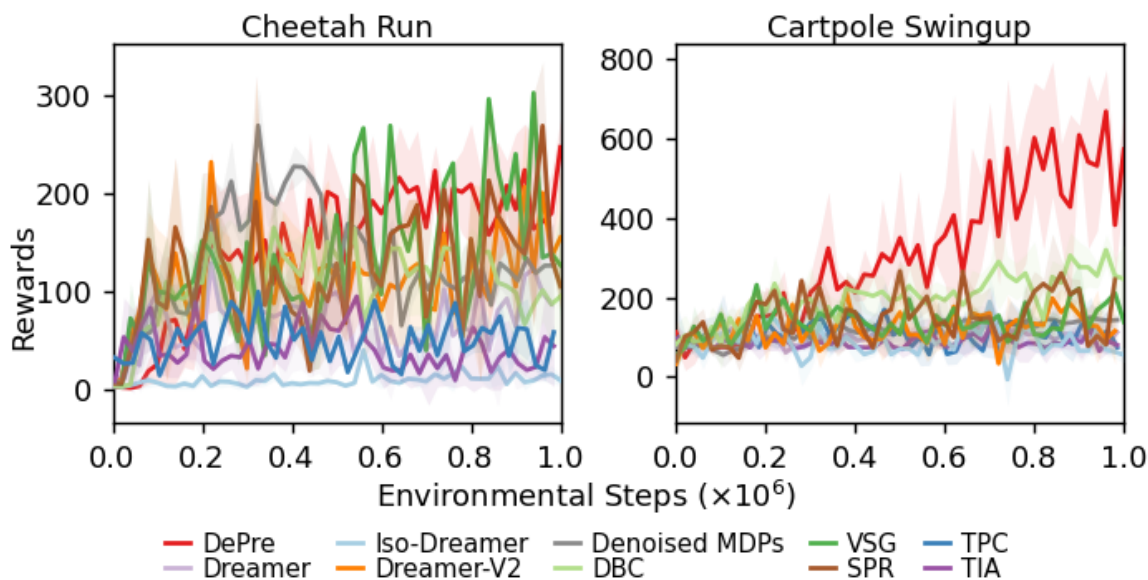 Cheetah Run
Cartpole Swingup
Rewards
300
200
100
0
800
600
400
200
0
0.0 0.2 0.4 0.6 0.8 1.0
0.0 0.2 0.4 0.6 0.8 1.0
Environmental Steps (×10⁶)
DePre Iso-Dreamer Denoised MDPs VSG TPC
Dreamer Dreamer-V2 DBC SPR TIA